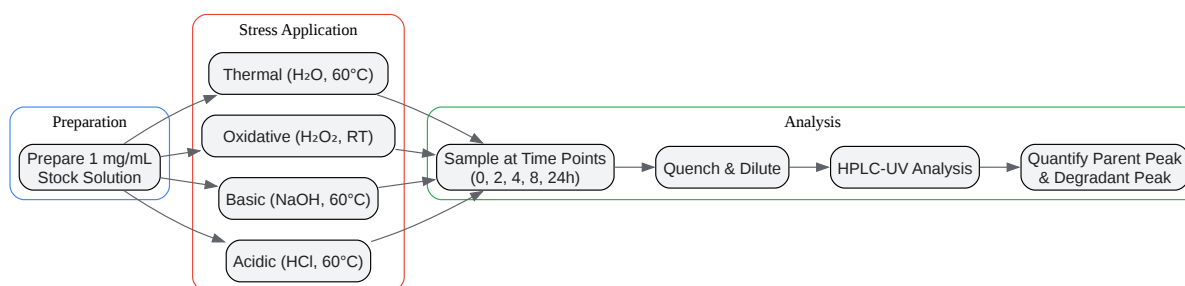 Preparation
Prepare 1 mg/mL
Stock Solution
Stress Application
Thermal (H₂O, 60°C)
Oxidative (H₂O₂, RT)
Basic (NaOH, 60°C)
Acidic (HCl, 60°C)
Analysis
Sample at Time Points
(0, 2, 4, 8, 24h)
Quench & Dilute
HPLC-UV Analysis
Quantify Parent Peak
& Degradant Peak